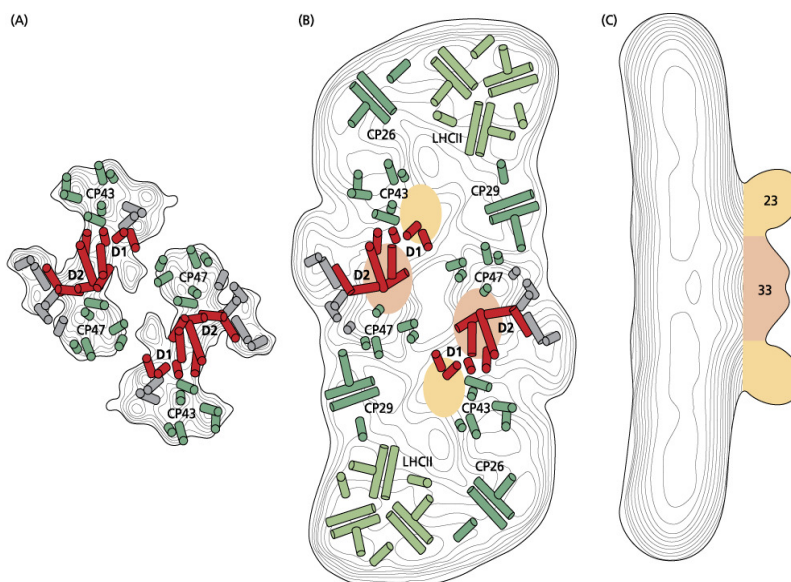 (A)
(B)
(C)
CP26
LHCII
CP43
CP29
CP43
D1
D1
D2
CP47
D2
CP47
23
33
CP47
D2
CP47
D2
D1
D1
CP43
CP29
CP43
LHCII
CP26